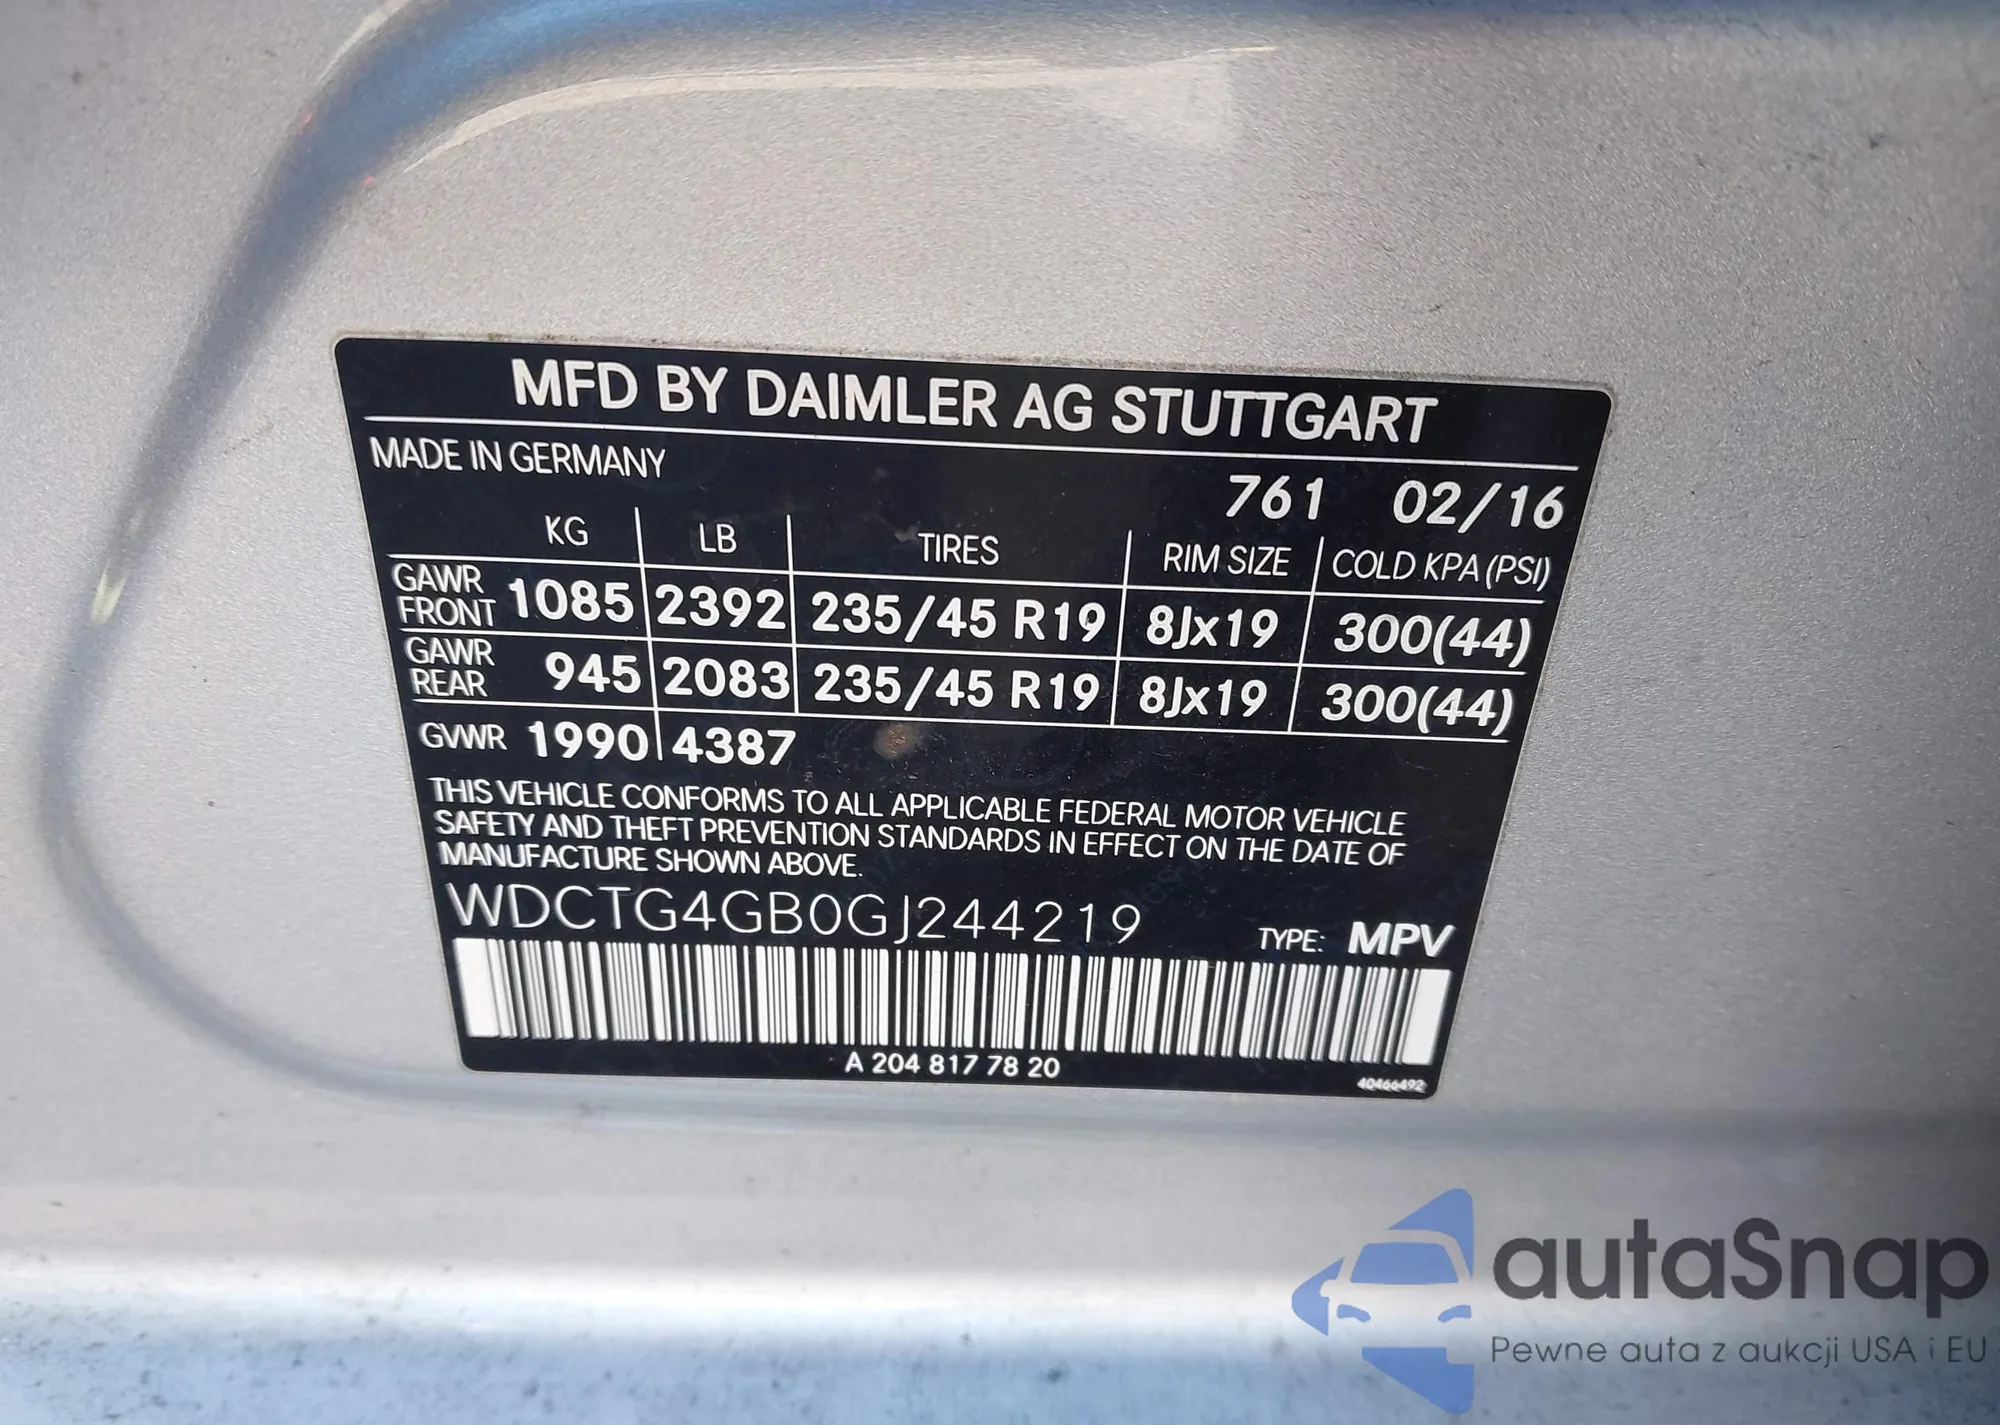 MFD BY DAIMLER AG STUTTGART
MADE IN GERMANY
761 02/16
KG LB TIRES RIM SIZE COLD KPA (PSI)
GAWR FRONT 1085 2392 235/45 R19 8Jx19 300(44)
GAWR REAR 945 2083 235/45 R19 8Jx19 300(44)
GVWR 1990 4387
THIS VEHICLE CONFORMS TO ALL APPLICABLE FEDERAL MOTOR VEHICLE
SAFETY AND THEFT PREVENTION STANDARDS IN EFFECT ON THE DATE OF
MANUFACTURE SHOWN ABOVE.
WDCTG4GB0GJ244219 TYPE: MPV
A 204 817 78 20
40466492
autaSnap
Pewne auta z aukcji USA i EU